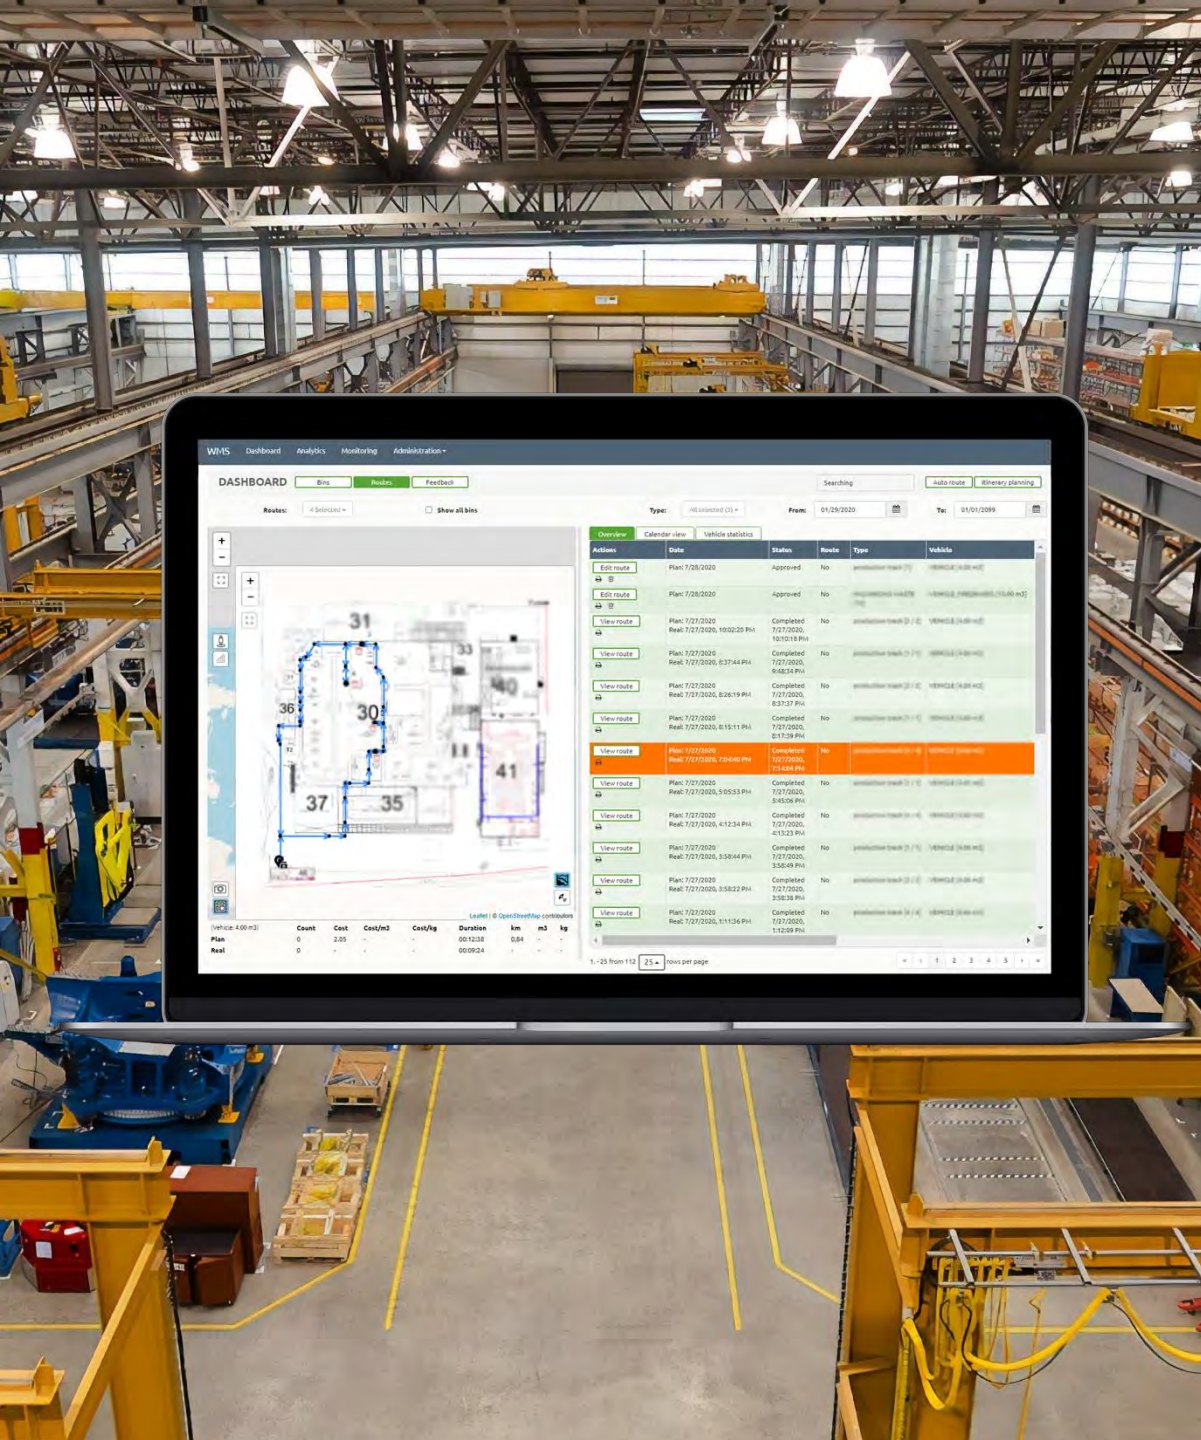 WMS Dashboard Analytics Monitoring Administration
DASHBOARD Bins Routes Feedback Searching Auto route Itinerary planning
Routes: 4 Selected Show all bins Type: All selected (3) From: 01/29/2020 To: 01/01/2099
+
-
+
-
31
33
40
36
30
41
37
35
Leaflet | © OpenStreetMap contributors
(Vehicle: 4.00 m3) Count Cost Cost/m3 Cost/kg Duration km m3 kg
Plan 0 2.05 - - 00:12:38 0.84 - -
Real 0 - - - 00:09:24 - - -
Overview Calendar view Vehicle statistics
Actions Date Status Route Type Vehicle
Edit route Plan: 7/28/2020 Approved No
Edit route Plan: 7/28/2020 Approved No
View route Plan: 7/27/2020 Completed No
Real: 7/27/2020, 10:02:20 PM 7/27/2020,
10:10:18 PM
View route Plan: 7/27/2020 Completed No
Real: 7/27/2020, 8:37:44 PM 7/27/2020,
9:48:34 PM
View route Plan: 7/27/2020 Completed No
Real: 7/27/2020, 8:26:19 PM 7/27/2020,
8:37:37 PM
View route Plan: 7/27/2020 Completed No
Real: 7/27/2020, 8:15:11 PM 7/27/2020,
8:17:39 PM
View route Plan: 7/27/2020 Completed No
Real: 7/27/2020, 7:04:40 PM 7/27/2020,
7:14:04 PM
View route Plan: 7/27/2020 Completed No
Real: 7/27/2020, 5:05:53 PM 7/27/2020,
5:45:06 PM
View route Plan: 7/27/2020 Completed No
Real: 7/27/2020, 4:12:34 PM 7/27/2020,
4:13:23 PM
View route Plan: 7/27/2020 Completed No
Real: 7/27/2020, 3:58:44 PM 7/27/2020,
3:58:49 PM
View route Plan: 7/27/2020 Completed No
Real: 7/27/2020, 3:58:22 PM 7/27/2020,
3:58:38 PM
View route Plan: 7/27/2020 Completed No
Real: 7/27/2020, 1:11:36 PM 7/27/2020,
1:12:09 PM
1. - 25 from 112 25 rows per page « ‹ 1 2 3 4 5 › »